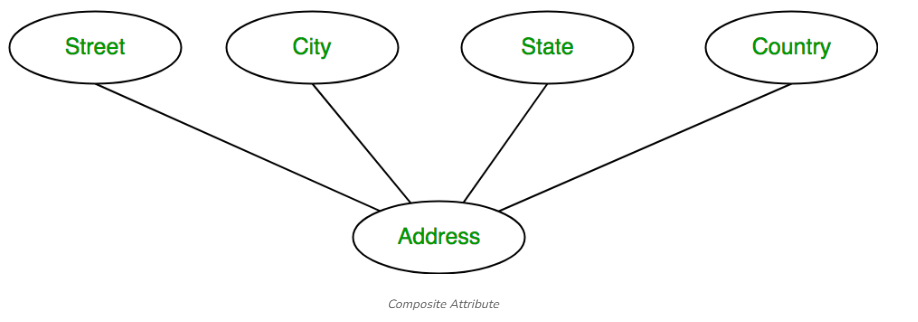 Street
City
State
Country
Address
Composite Attribute